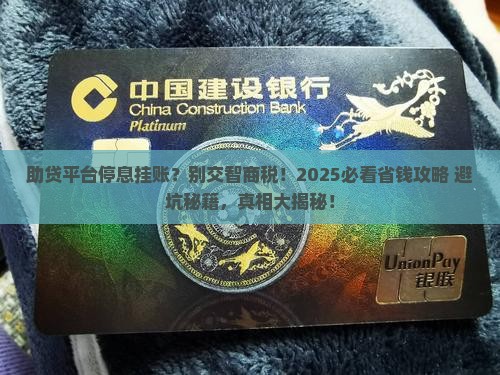 中国建设银行
China Construction Bank
Platinum
助贷平台停息挂账？别交智商税！2025必看省钱攻略 避
坑秘籍，真相大揭秘！
UnionPay
银联